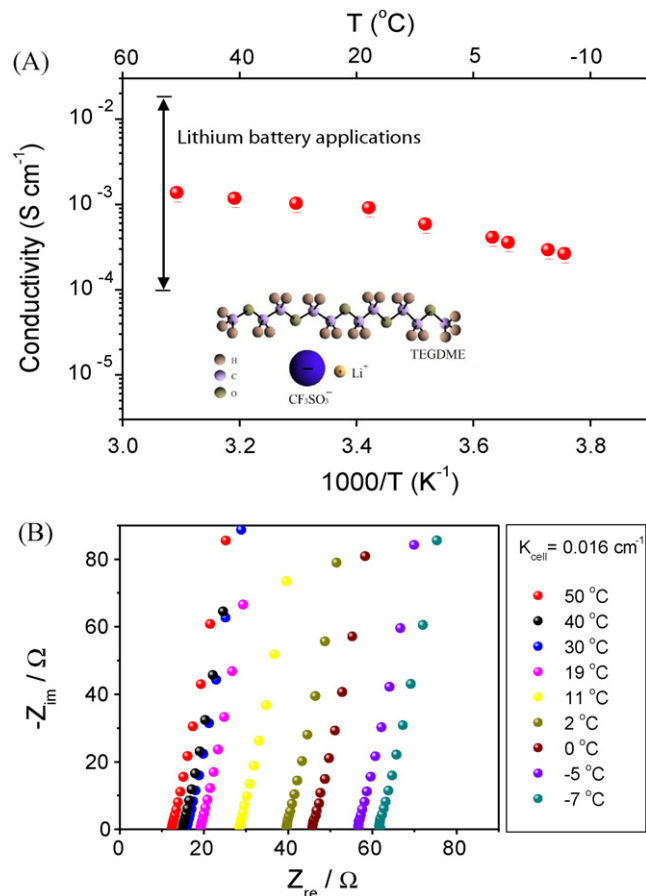 (A)
T (°C)
60 40 30 20 5 -10
10⁻²
10⁻³
10⁻⁴
10⁻⁵
Conductivity (S cm⁻¹)
Lithium battery applications
TEGDME
H
C
O
CF₃SO₃⁻
Li⁺
3.0 3.2 3.4 3.6 3.8
1000/T (K⁻¹)
(B)
80
60
40
20
0
-Z_im / Ω
0 20 40 60 80
Z_re / Ω
K_cell = 0.016 cm⁻¹
50 °C
40 °C
30 °C
19 °C
11 °C
2 °C
0 °C
-5 °C
-7 °C